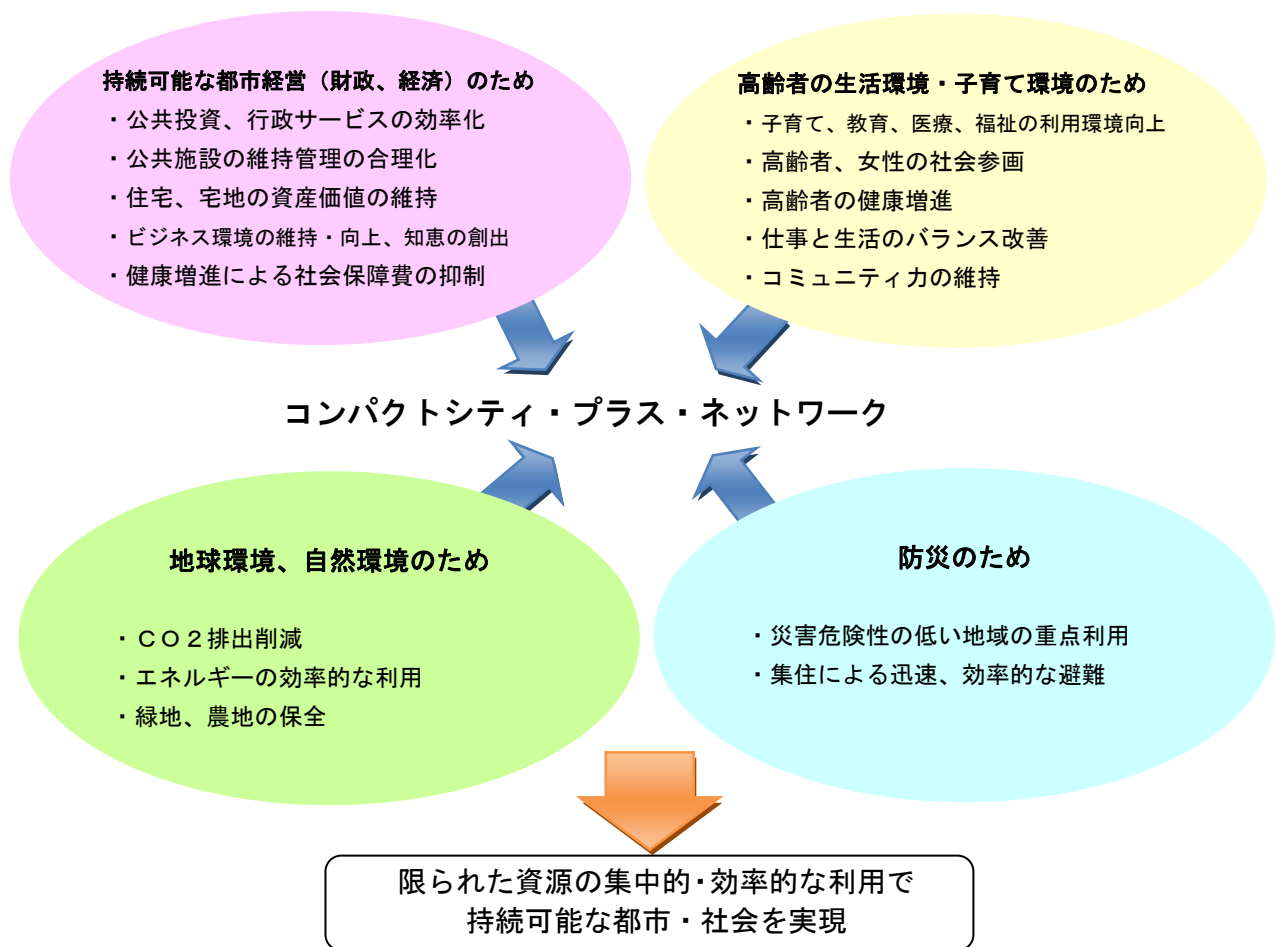 持続可能な都市経営（財政、経済）のため
・公共投資、行政サービスの効率化
・公共施設の維持管理の合理化
・住宅、宅地の資産価値の維持
・ビジネス環境の維持・向上、知恵の創出
・健康増進による社会保障費の抑制
高齢者の生活環境・子育て環境のため
・子育て、教育、医療、福祉の利用環境向上
・高齢者、女性の社会参画
・高齢者の健康増進
・仕事と生活のバランス改善
・コミュニティ力の維持
コンパクトシティ・プラス・ネットワーク
地球環境、自然環境のため
・ＣＯ２排出削減
・エネルギーの効率的な利用
・緑地、農地の保全
防災のため
・災害危険性の低い地域の重点利用
・集住による迅速、効率的な避難
限られた資源の集中的・効率的な利用で
持続可能な都市・社会を実現